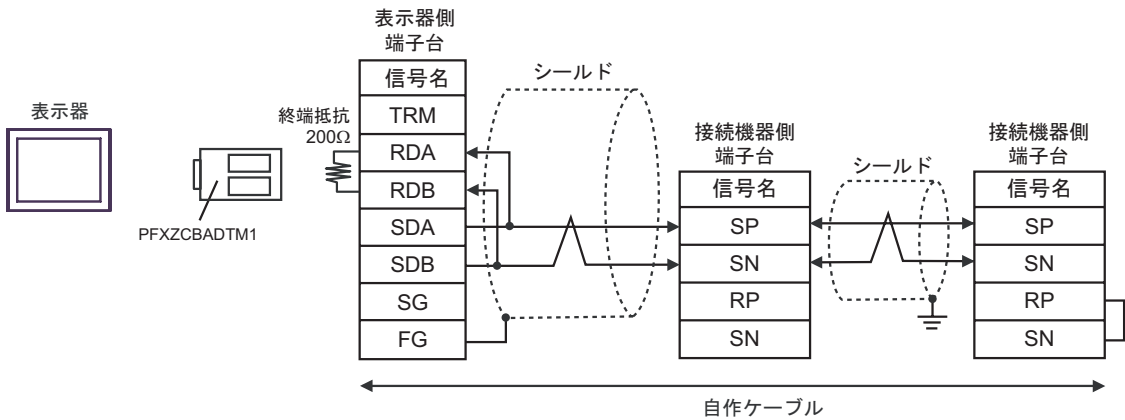 表示器
PFXZCBADTM1
終端抵抗
200Ω
表示器側
端子台
信号名
TRM
RDA
RDB
SDA
SDB
SG
FG
シールド
接続機器側
端子台
信号名
SP
SN
RP
SN
シールド
接続機器側
端子台
信号名
SP
SN
RP
SN
自作ケーブル